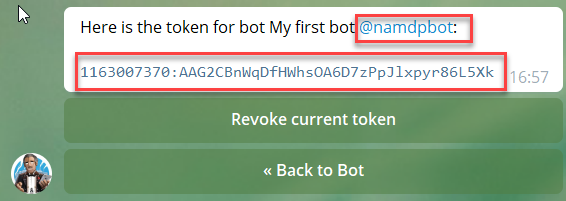 Here is the token for bot My first bot @namdpbot:
1163007370:AAG2CBnWqDfHWhsOA6D7zPpJlxpyr86L5Xk 16:57
Revoke current token
« Back to Bot